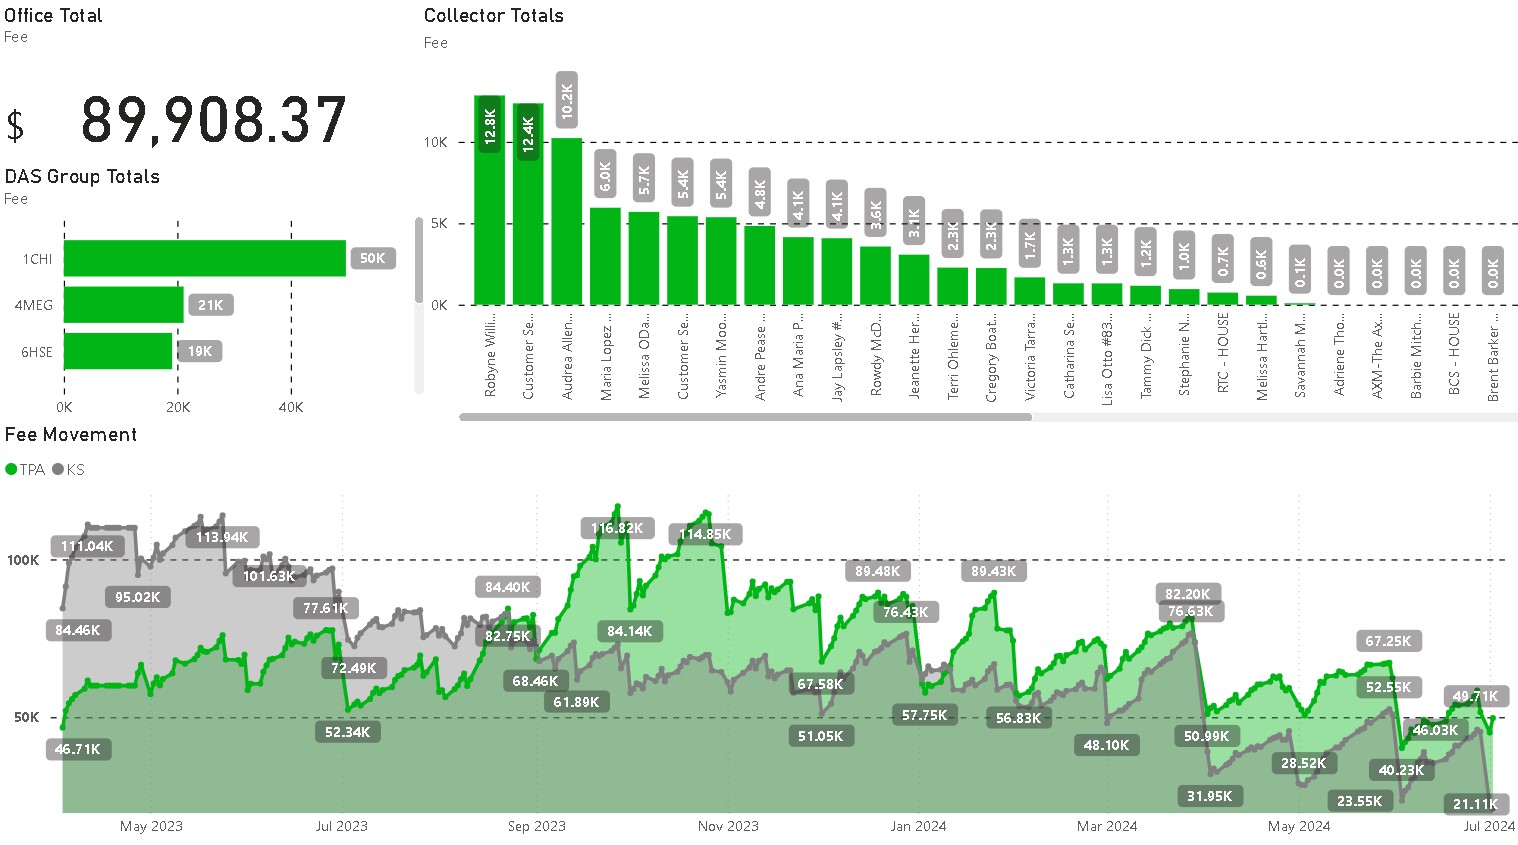 Office Total
Fee
$ 89,908.37
DAS Group Totals
Fee
1CHI 50K
4MEG 21K
6HSE 19K
0K 20K 40K
Collector Totals
Fee
10K
5K
0K
12.8K
12.4K
10.2K
6.0K
5.7K
5.4K
5.4K
4.8K
4.1K
4.1K
3.6K
3.1K
2.3K
2.3K
1.7K
1.3K
1.3K
1.2K
1.0K
0.7K
0.6K
0.1K
0.0K
0.0K
0.0K
0.0K
0.0K
Robyne Willi...
Customer Se...
Audrea Allen...
Maria Lopez ...
Melissa ODa...
Customer Se...
Yasmin Moo...
Andre Pease ...
Ana Maria P...
Jay Lapsley #...
Rowdy McD...
Jeanette Her...
Terri Ohleme...
Gregory Boat...
Victoria Tarra...
Catharina Se...
Lisa Otto #83...
Tammy Dick ...
Stephanie N...
RTC - HOUSE
Melissa Hartl...
Savannah M...
Adriene Tho...
AXM -The Ax...
Barbie Mitch...
BCS - HOUSE
Brent Barker ...
Fee Movement
TPA KS
100K
50K
111.04K
84.46K
46.71K
95.02K
113.94K
101.63K
77.61K
72.49K
52.34K
84.40K
82.75K
68.46K
61.89K
116.82K
84.14K
114.85K
67.58K
51.05K
89.48K
76.43K
57.75K
89.43K
56.83K
48.10K
82.20K
76.63K
50.99K
31.95K
28.52K
67.25K
52.55K
23.55K
40.23K
46.03K
49.71K
21.11K
May 2023 Jul 2023 Sep 2023 Nov 2023 Jan 2024 Mar 2024 May 2024 Jul 2024